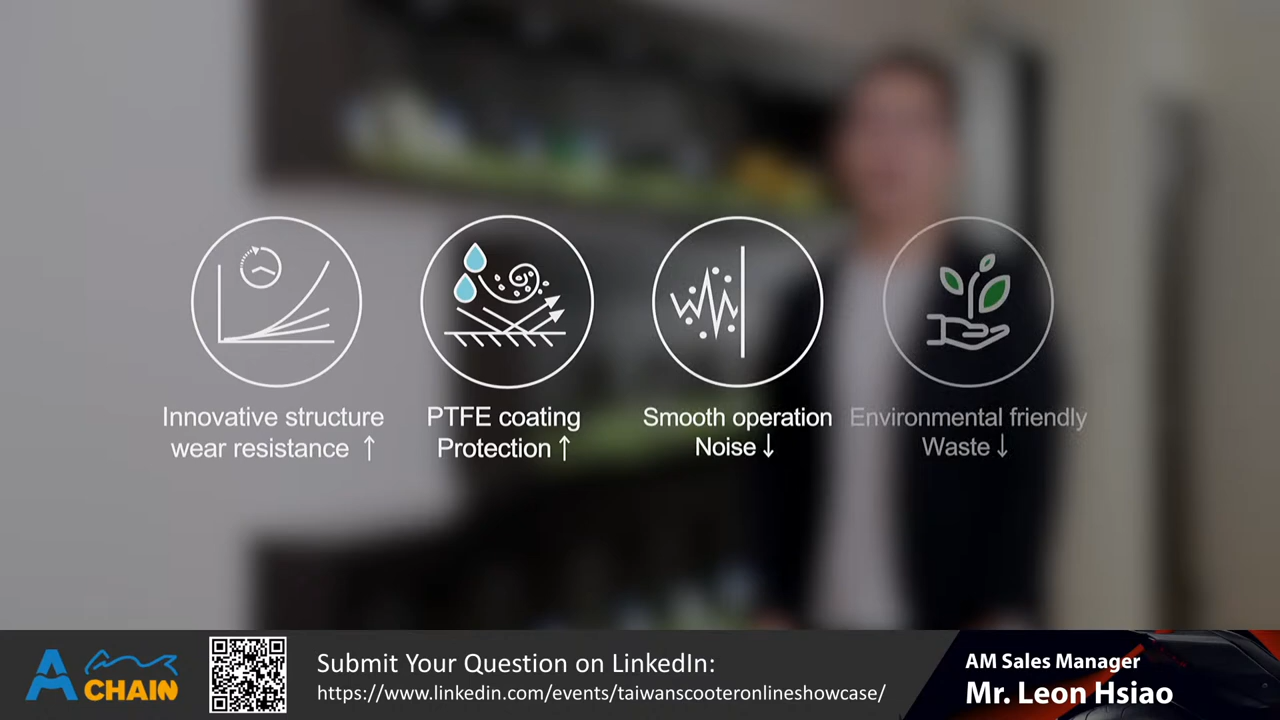 Innovative structure
wear resistance ↑
PTFE coating
Protection ↑
Smooth operation
Noise ↓
Environmental friendly
Waste ↓
A CHAIN
Submit Your Question on LinkedIn:
https://www.linkedin.com/events/taiwanscooteronlineshowcase/
AM Sales Manager
Mr. Leon Hsiao